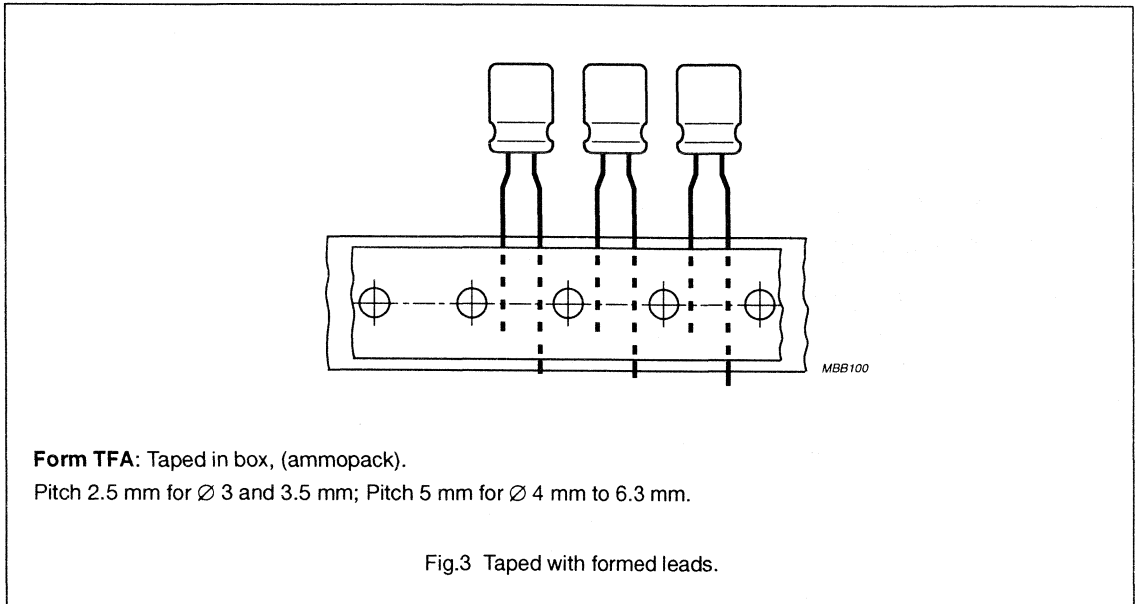 MBB100
Form TFA: Taped in box, (ammopack).
Pitch 2.5 mm for ∅ 3 and 3.5 mm; Pitch 5 mm for ∅ 4 mm to 6.3 mm.
Fig.3 Taped with formed leads.